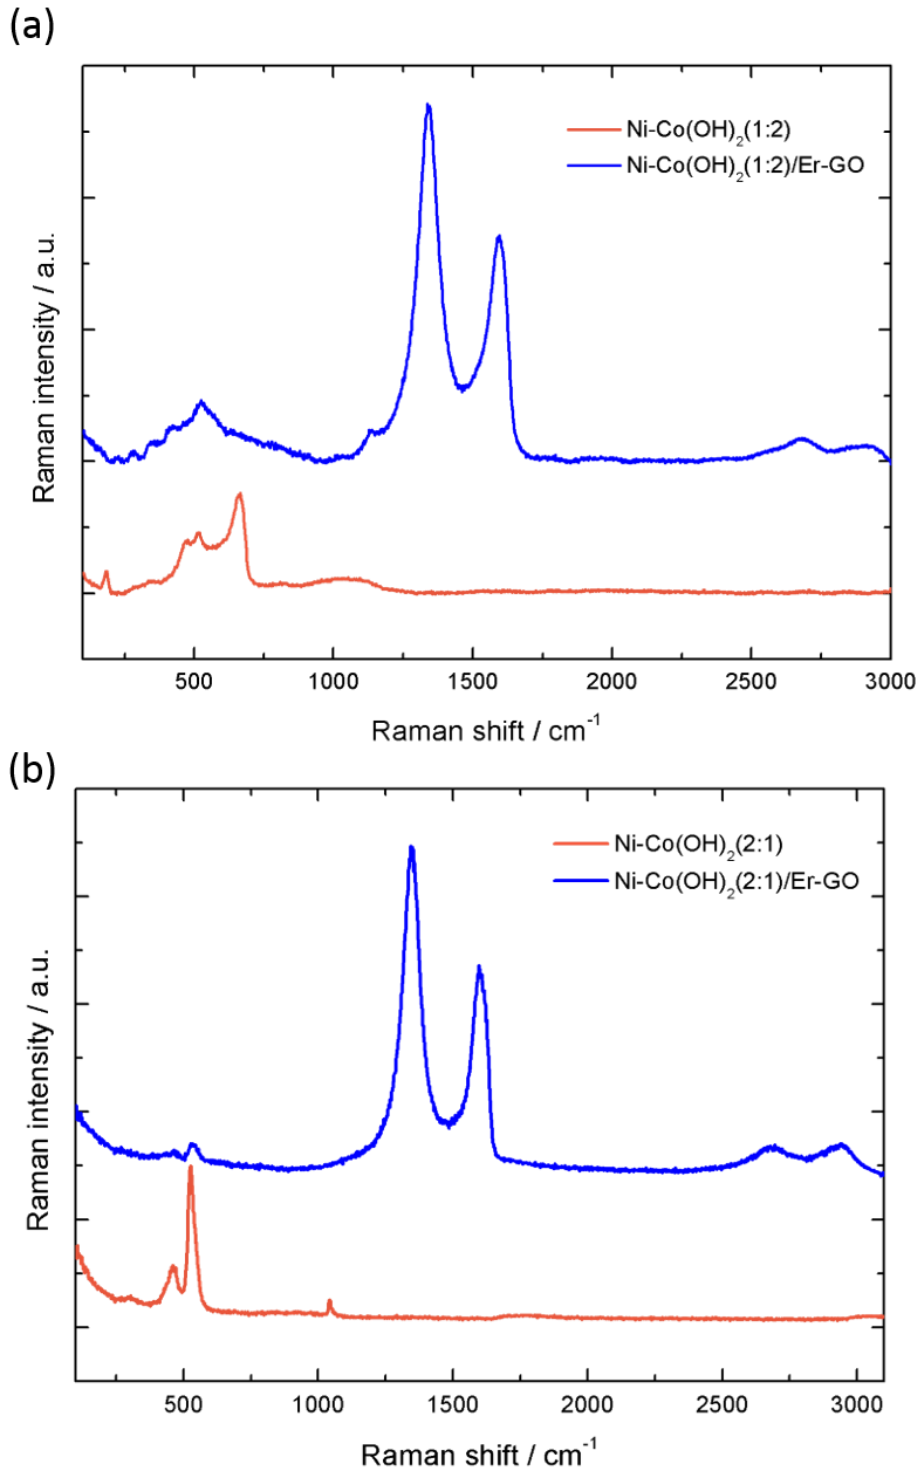 (a)
Ni-Co(OH)₂(1:2)
Ni-Co(OH)₂(1:2)/Er-GO
Raman intensity / a.u.
500 1000 1500 2000 2500 3000
Raman shift / cm⁻¹
(b)
Ni-Co(OH)₂(2:1)
Ni-Co(OH)₂(2:1)/Er-GO
Raman intensity / a.u.
500 1000 1500 2000 2500 3000
Raman shift / cm⁻¹